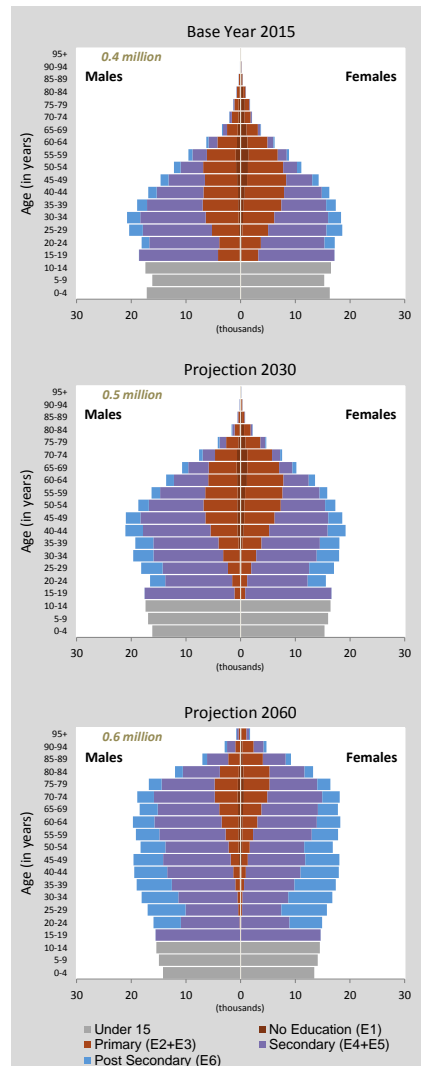 Base Year 2015
0.4 million
Males
Females
Age (in years)
95+
90-94
85-89
80-84
75-79
70-74
65-69
60-64
55-59
50-54
45-49
40-44
35-39
30-34
25-29
20-24
15-19
10-14
5-9
0-4
30 20 10 0 10 20 30
(thousands)
Projection 2030
0.5 million
Males
Females
Age (in years)
95+
90-94
85-89
80-84
75-79
70-74
65-69
60-64
55-59
50-54
45-49
40-44
35-39
30-34
25-29
20-24
15-19
10-14
5-9
0-4
30 20 10 0 10 20 30
(thousands)
Projection 2060
0.6 million
Males
Females
Age (in years)
95+
90-94
85-89
80-84
75-79
70-74
65-69
60-64
55-59
50-54
45-49
40-44
35-39
30-34
25-29
20-24
15-19
10-14
5-9
0-4
30 20 10 0 10 20 30
(thousands)
Under 15
No Education (E1)
Primary (E2+E3)
Secondary (E4+E5)
Post Secondary (E6)